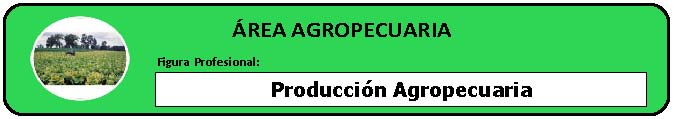 ÁREA AGROPECUARIA
Figura Profesional:
Producción Agropecuaria